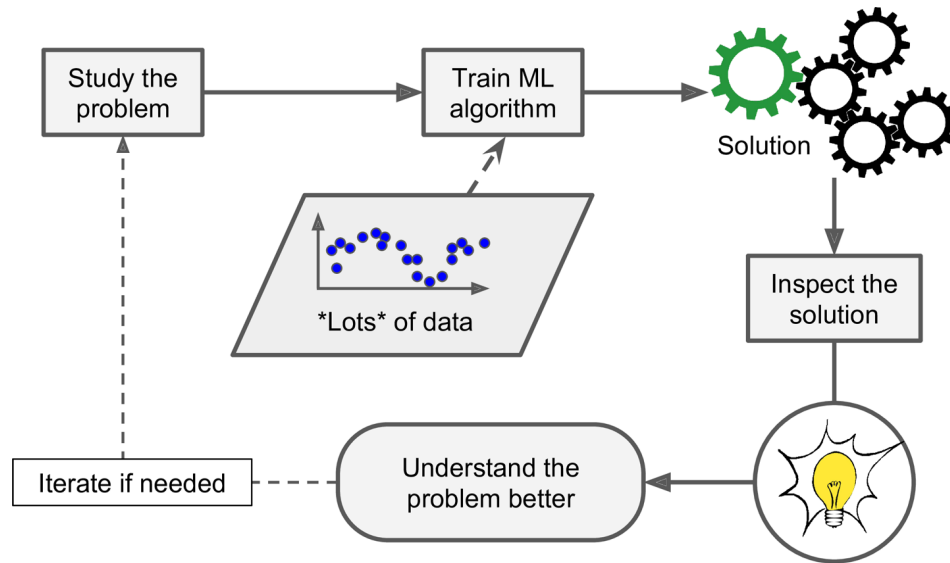 Study the
problem
Train ML
algorithm
Solution
*Lots* of data
Inspect the
solution
Understand the
problem better
Iterate if needed